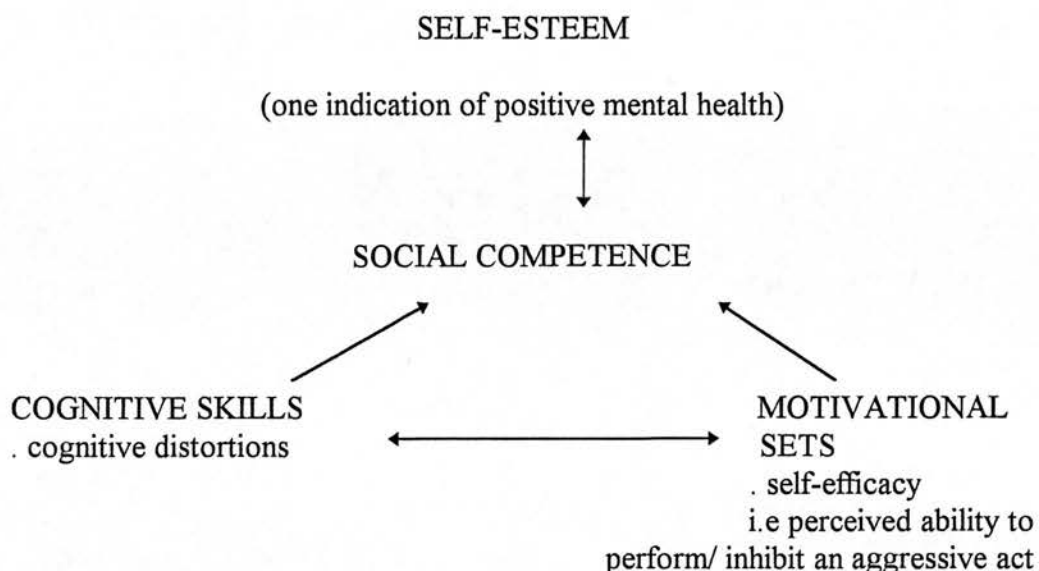 SELF-ESTEEM
(one indication of positive mental health)
SOCIAL COMPETENCE
COGNITIVE SKILLS
. cognitive distortions
MOTIVATIONAL
SETS
. self-efficacy
i.e perceived ability to
perform/ inhibit an aggressive act